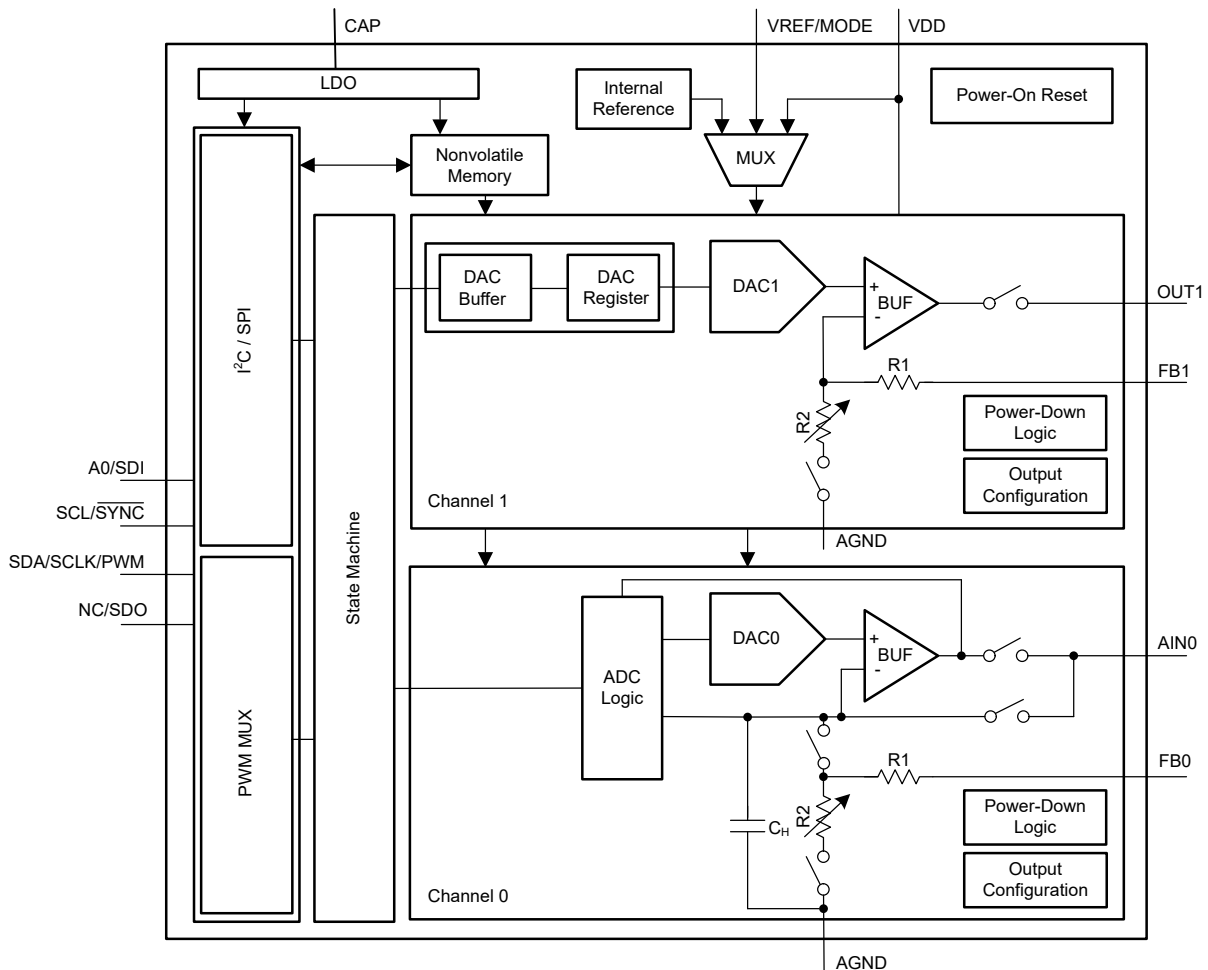 CAP
VREF/MODE
VDD
LDO
Internal
Reference
Power-On Reset
MUX
Nonvolatile
Memory
I²C / SPI
State Machine
DAC
Buffer
DAC
Register
DAC1
+
BUF
-
OUT1
R1
FB1
R2
Power-Down
Logic
Output
Configuration
Channel 1
AGND
A0/SDI
SCL/SYNC
SDA/SCLK/PWM
NC/SDO
PWM MUX
ADC
Logic
DAC0
+
BUF
-
AIN0
R1
FB0
R2
CH
Power-Down
Logic
Output
Configuration
Channel 0
AGND